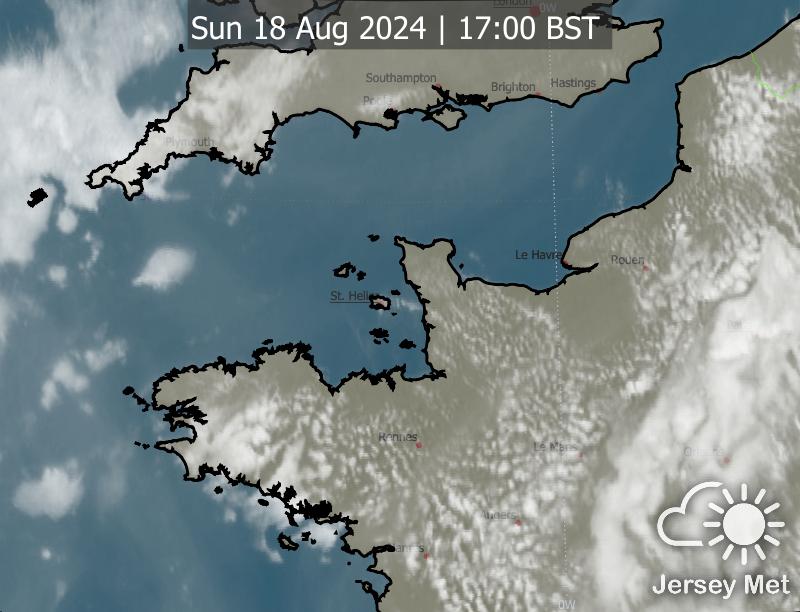 London
0W
Sun 18 Aug 2024 | 17:00 BST
Southampton
Brighton
Hastings
Plymouth
Le Havre
Rouen
St. Helier
Rennes
Le Mans
Orleans
Angers
Nantes
Jersey Met
0W